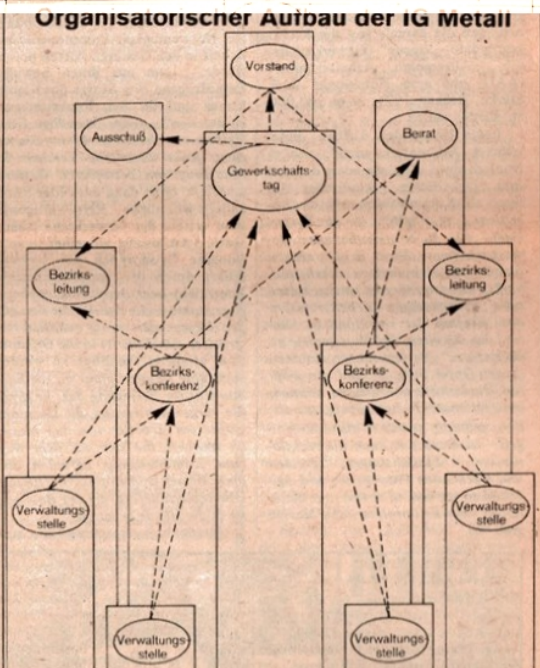 Organisatorischer Aufbau der IG Metall
Vorstand
Ausschuß
Beirat
Gewerkschafts-
tag
Bezirks-
leitung
Bezirks-
leitung
Bezirks-
konferenz
Bezirks-
konferenz
Verwaltungs-
stelle
Verwaltungs-
stelle
Verwaltungs-
stelle
Verwaltungs-
stelle